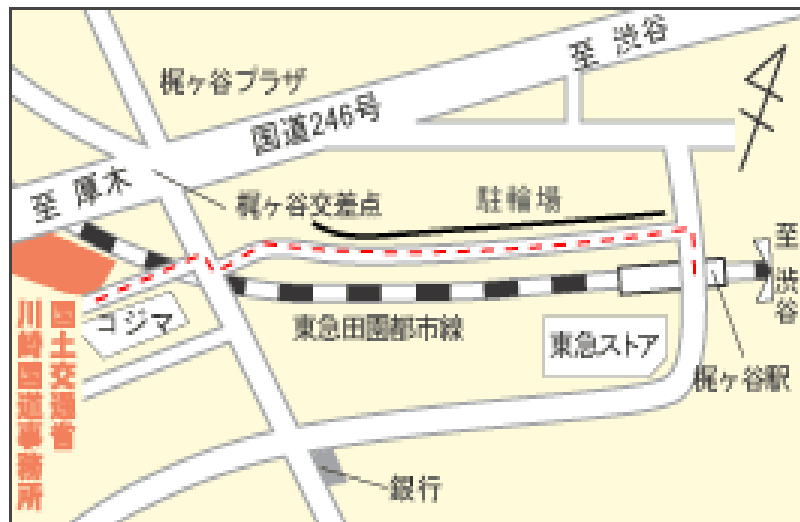 至 渋谷
梶ヶ谷プラザ
国道246号
至 厚木
梶ヶ谷交差点
駐輪場
至 渋谷
コジマ
東急田園都市線
東急ストア
梶ヶ谷駅
国土交通省
川崎国道事務所
銀行